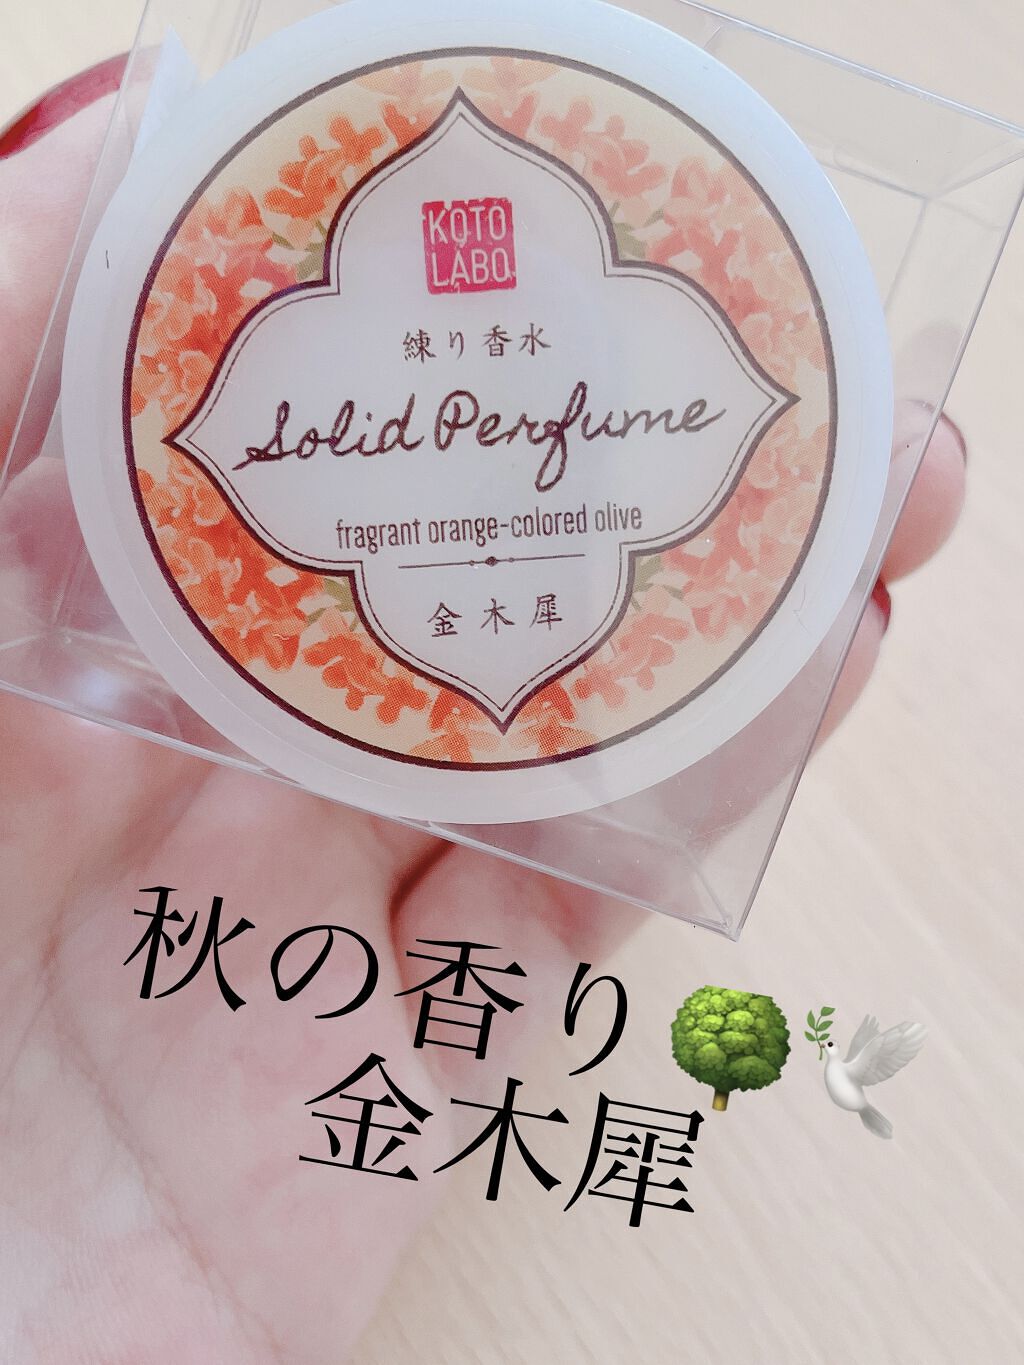 KOTO
LABO
練り香水
Solid Perfume
fragrant orange-colored olive
金木犀
秋の香り🌳🕊
金木犀